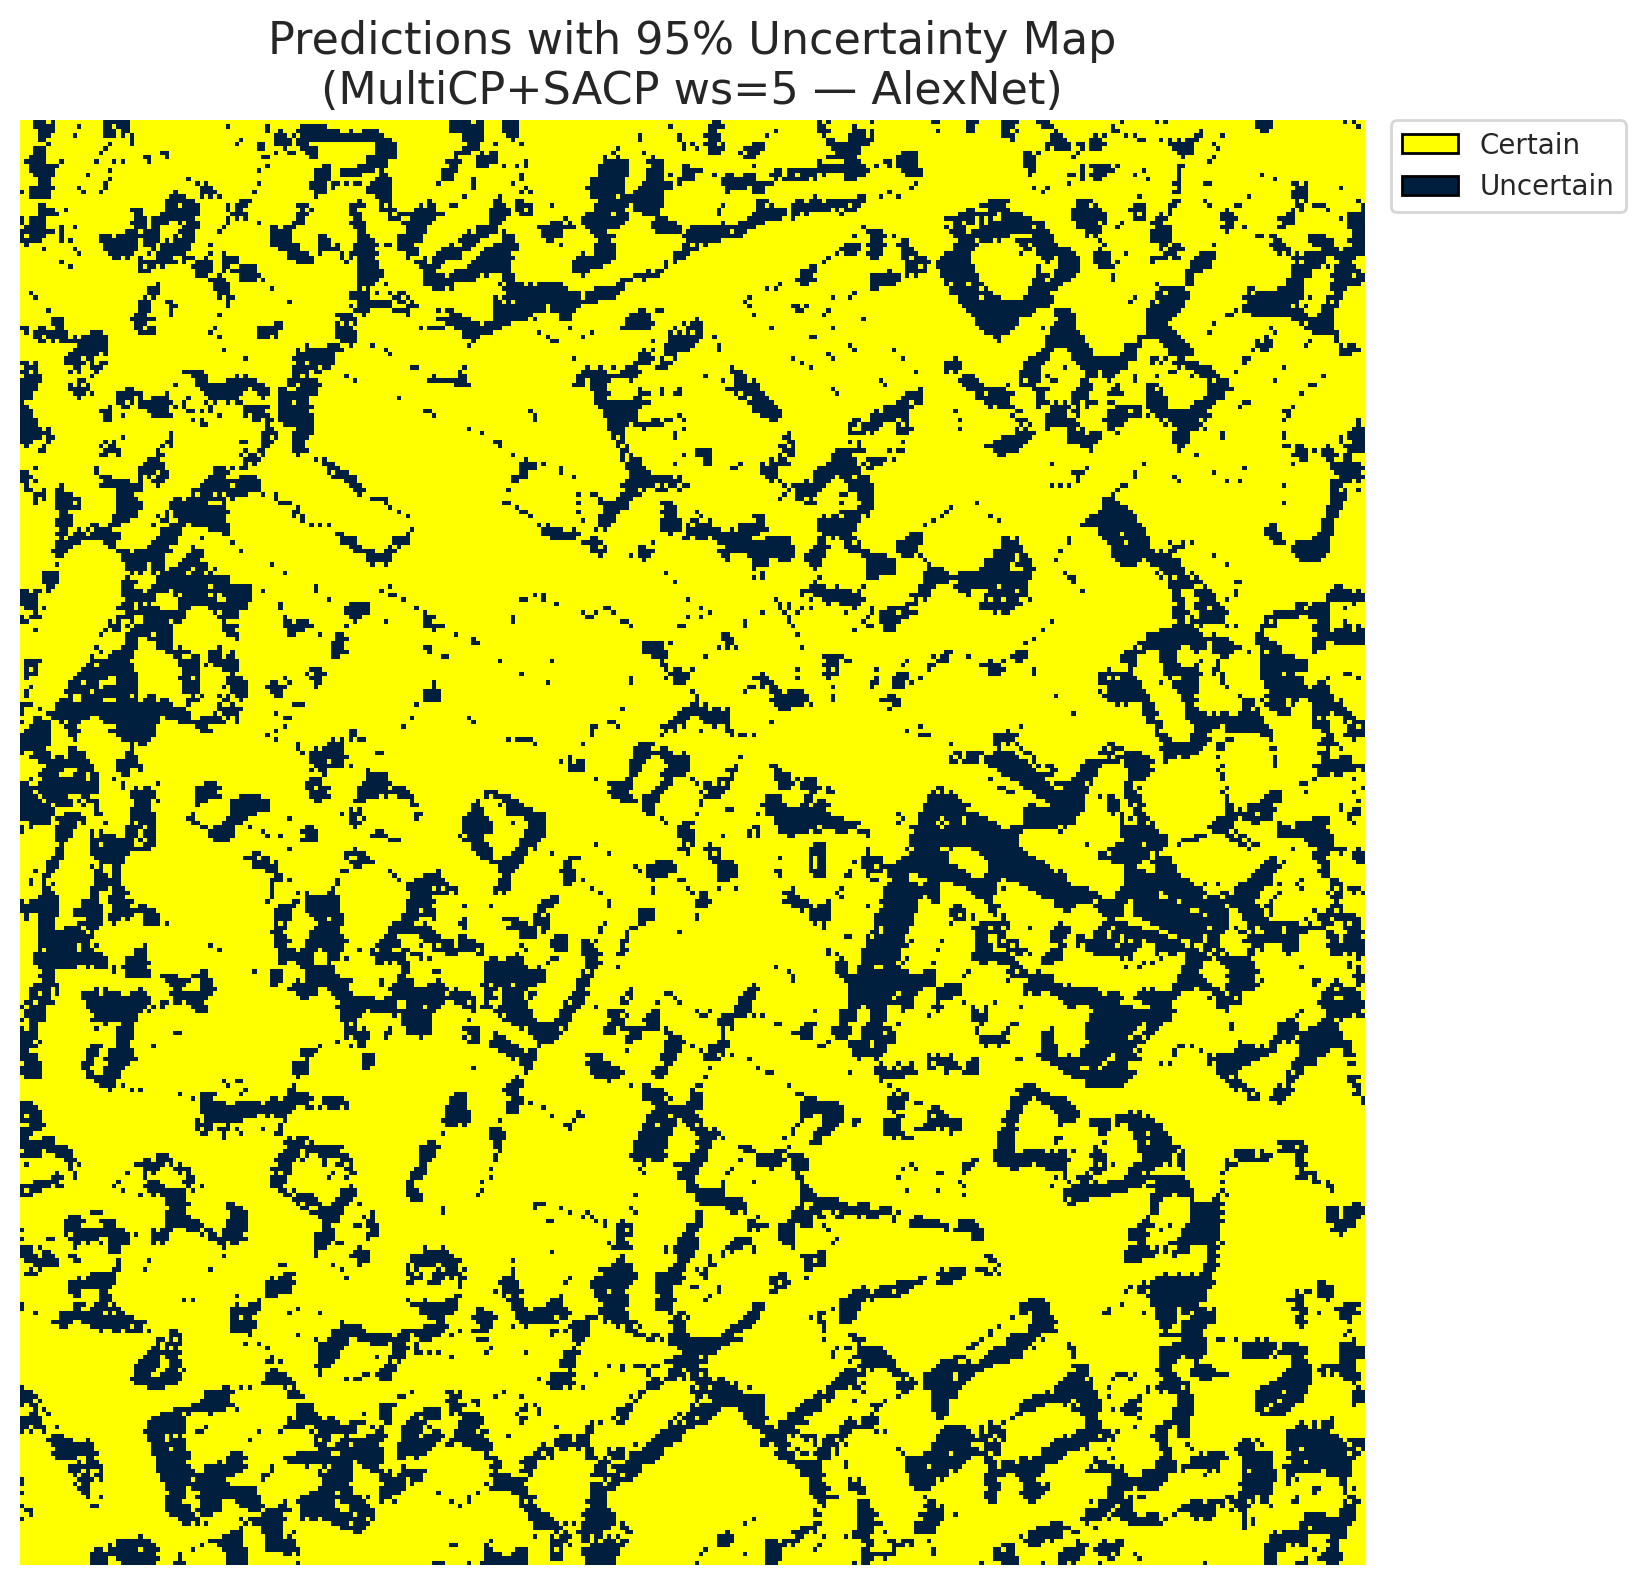 Predictions with 95% Uncertainty Map
(MultiCP+SACP ws=5 — AlexNet)
Certain
Uncertain